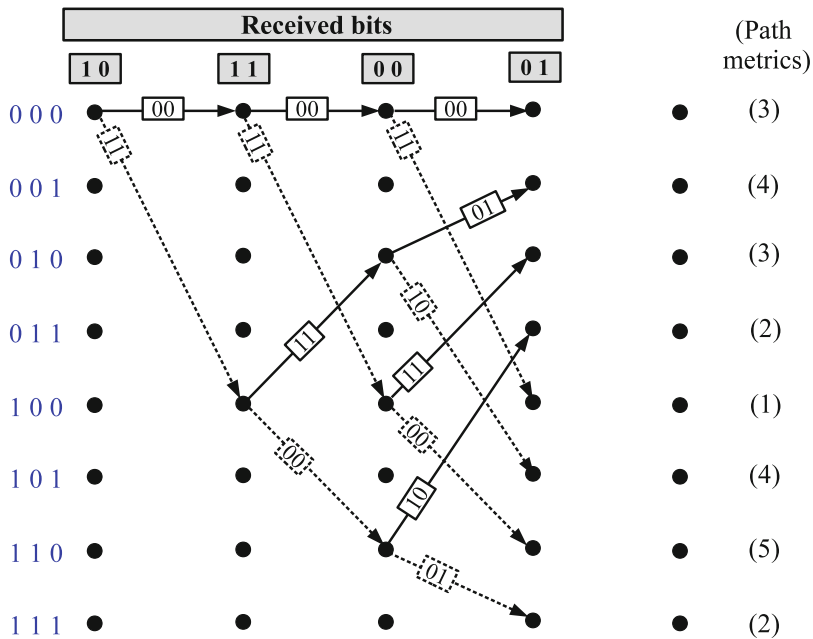 Received bits
(Path
metrics)
1 0
1 1
0 0
0 1
0 0 0
00
00
00
(3)
11
11
11
0 0 1
(4)
01
0 1 0
(3)
10
0 1 1
11
(2)
11
1 0 0
(1)
00
00
1 0 1
(4)
10
1 1 0
(5)
01
1 1 1
(2)